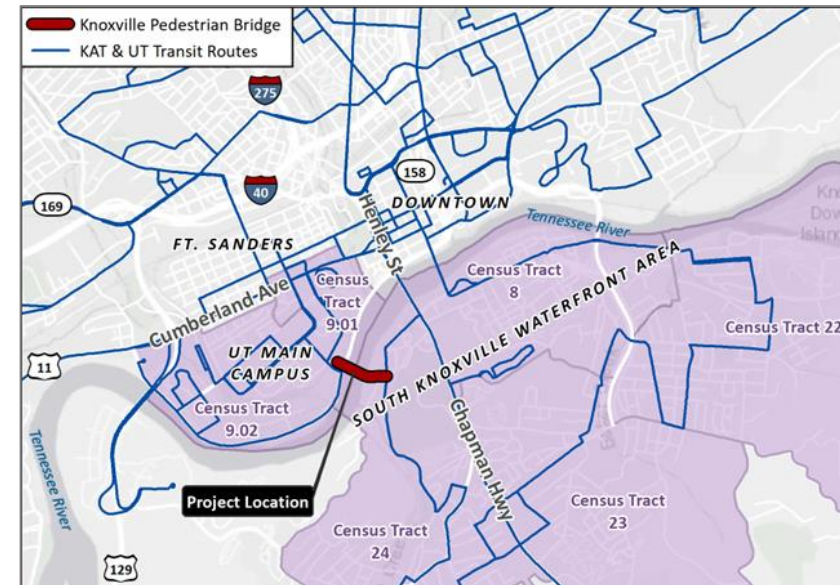 Knoxville Pedestrian Bridge
KAT & UT Transit Routes
275
40
158
169
DOWNTOWN
Henley St
Tennessee River
FT. SANDERS
Cumberland Ave
Census
Tract
9.01
Census Tract
8
SOUTH KNOXVILLE WATERFRONT AREA
Census Tract 22
11
UT MAIN
CAMPUS
Census Tract
9.02
Chapman Hwy
Tennessee River
Project Location
Census Tract
23
Census Tract
24
129